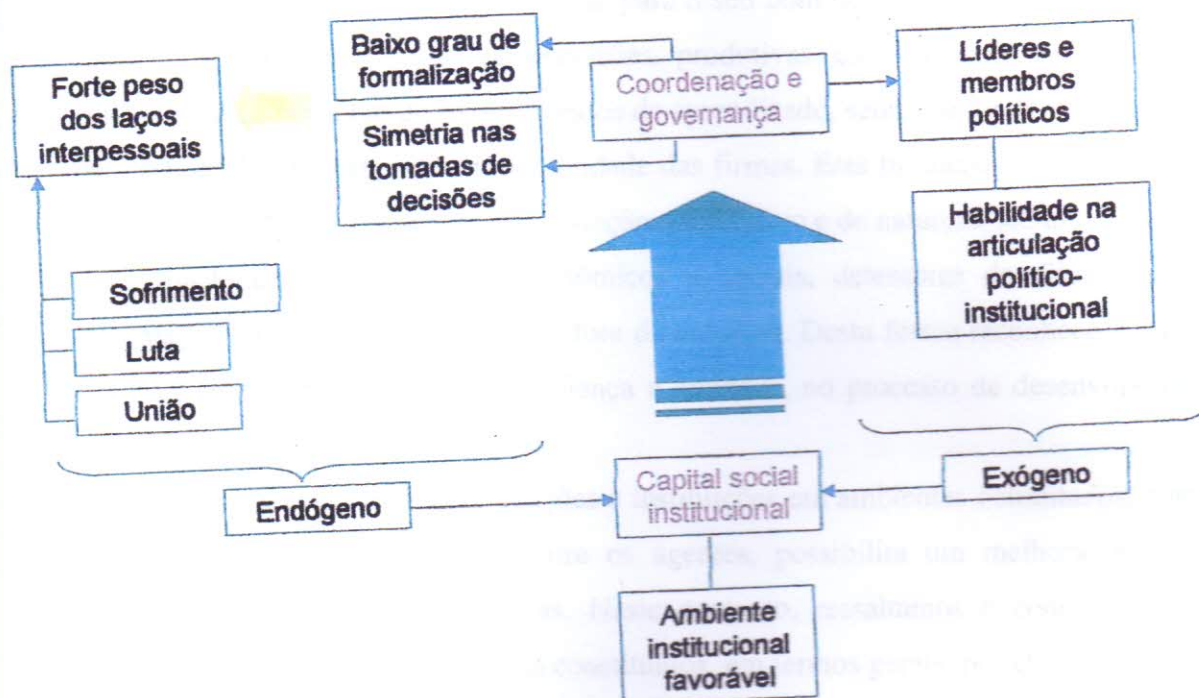 Forte peso
dos laços
interpessoais
Baixo grau de
formalização
Simetria nas
tomadas de
decisões
Coordenação e
governança
Líderes e
membros
políticos
Habilidade na
articulação
político-
institucional
Sofrimento
Luta
União
Endógeno
Capital social
institucional
Exógeno
Ambiente
institucional
favorável